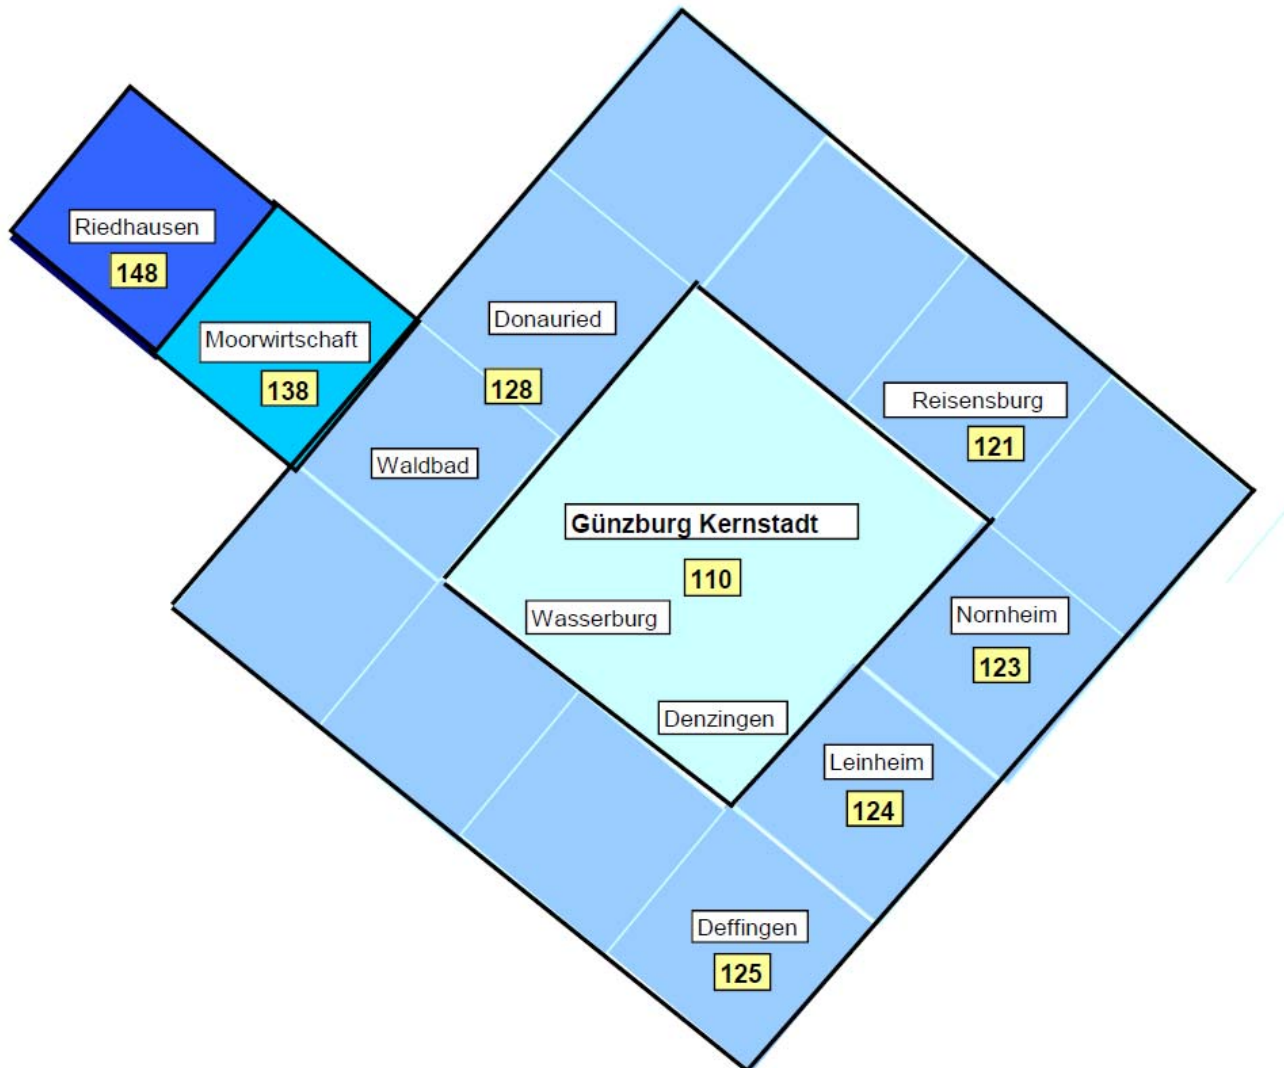 Riedhausen
148
Moorwirtschaft
138
Donauried
128
Waldbad
Reisensburg
121
Günzburg Kernstadt
110
Wasserburg
Denzingen
Nornheim
123
Leinheim
124
Deffingen
125